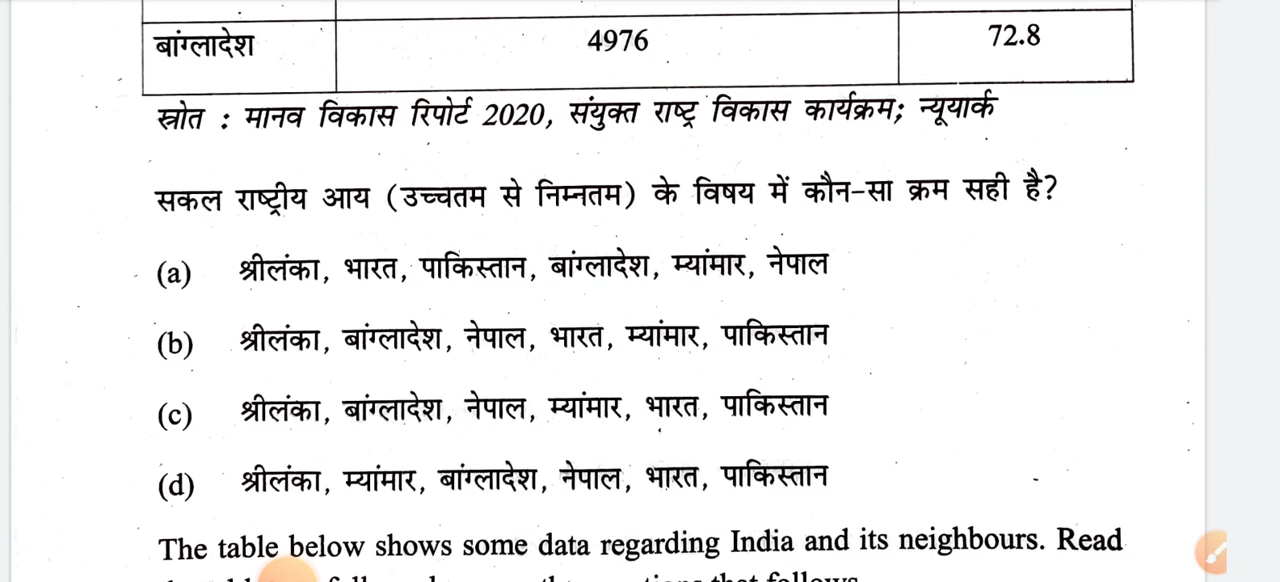 बांग्लादेश 4976 72.8
स्रोत : मानव विकास रिपोर्ट 2020, संयुक्त राष्ट्र विकास कार्यक्रम; न्यूयार्क
सकल राष्ट्रीय आय (उच्चतम से निम्नतम) के विषय में कौन-सा क्रम सही है?
(a) श्रीलंका, भारत, पाकिस्तान, बांग्लादेश, म्यांमार, नेपाल
(b) श्रीलंका, बांग्लादेश, नेपाल, भारत, म्यांमार, पाकिस्तान
(c) श्रीलंका, बांग्लादेश, नेपाल, म्यांमार, भारत, पाकिस्तान
(d) श्रीलंका, म्यांमार, बांग्लादेश, नेपाल, भारत, पाकिस्तान
The table below shows some data regarding India and its neighbours. Read